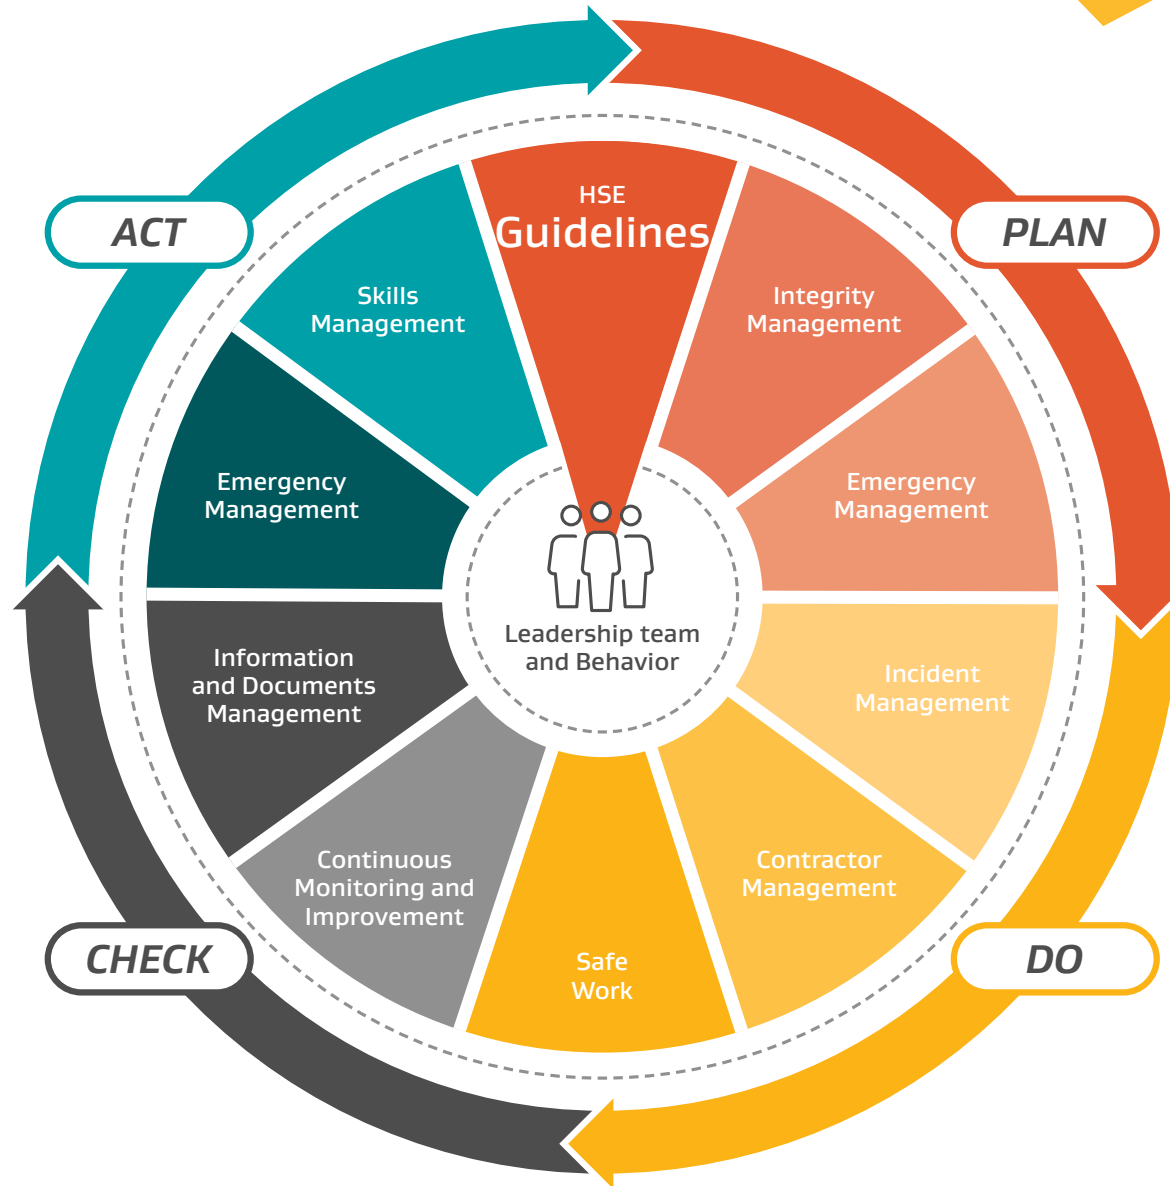 HSE
Guidelines
ACT
PLAN
Skills
Management
Integrity
Management
Emergency
Management
Emergency
Management
Leadership team
and Behavior
Information
and Documents
Management
Incident
Management
Continuous
Monitoring and
Improvement
Contractor
Management
Safe
Work
CHECK
DO